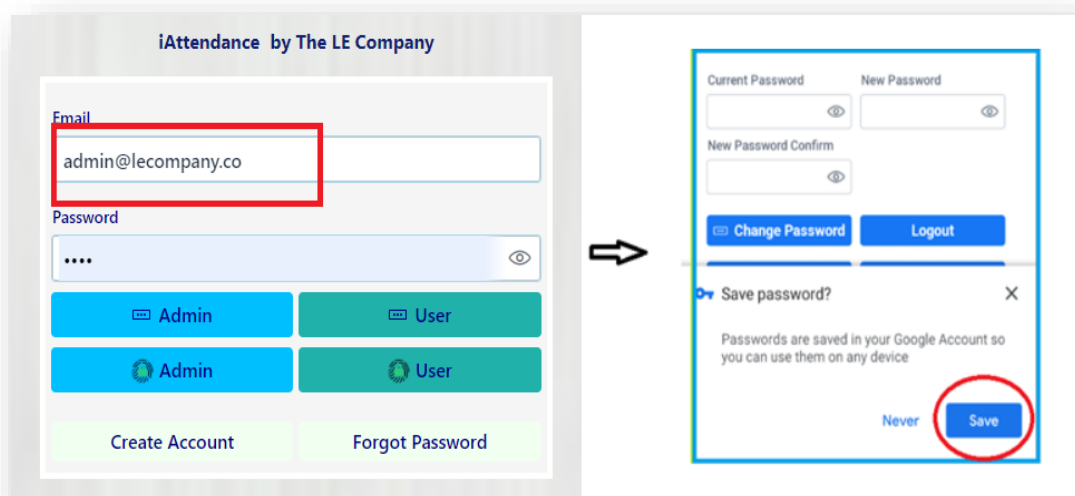 iAttendance by The LE Company
Email
admin@lecompany.co
Password
••••
Admin
User
Admin
User
Create Account
Forgot Password
Current Password
New Password
New Password Confirm
Change Password
Logout
Save password?
Passwords are saved in your Google Account so
you can use them on any device
Never
Save